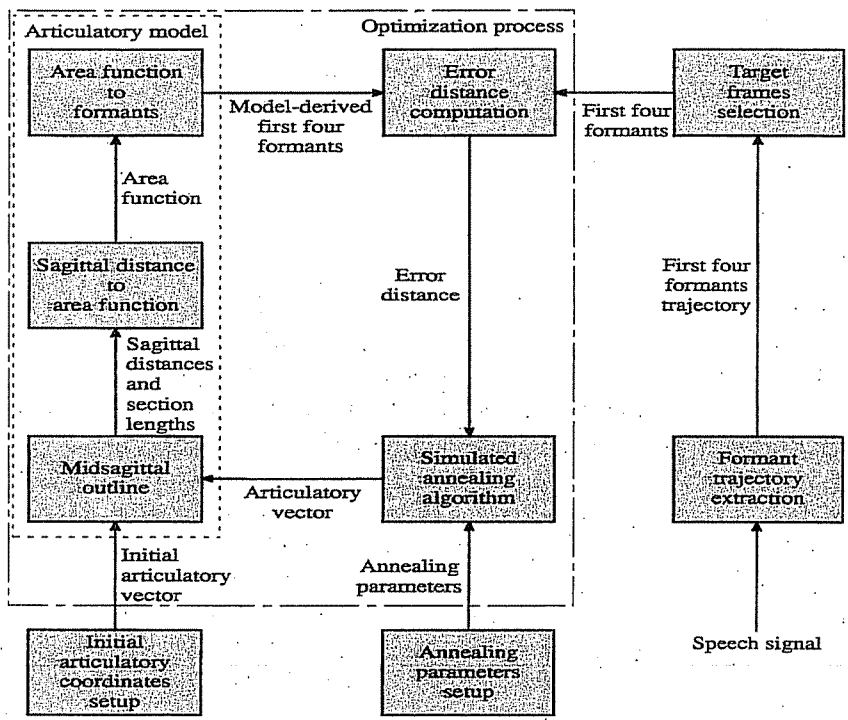 Articulatory model
Optimization process
Area function
to
formants
Error
distance
computation
Target
frames
selection
Model-derived
first four
formants
First four
formants
Area
function
Sagittal distance
to
area function
Error
distance
First four
formants
trajectory
Sagittal
distances
and
section
lengths
Midsagittal
outline
Simulated
annealing
algorithm
Formant
trajectory
extraction
Articulatory
vector
Initial
articulatory
vector
Annealing
parameters
Initial
articulatory
coordinates
setup
Annealing
parameters
setup
Speech signal